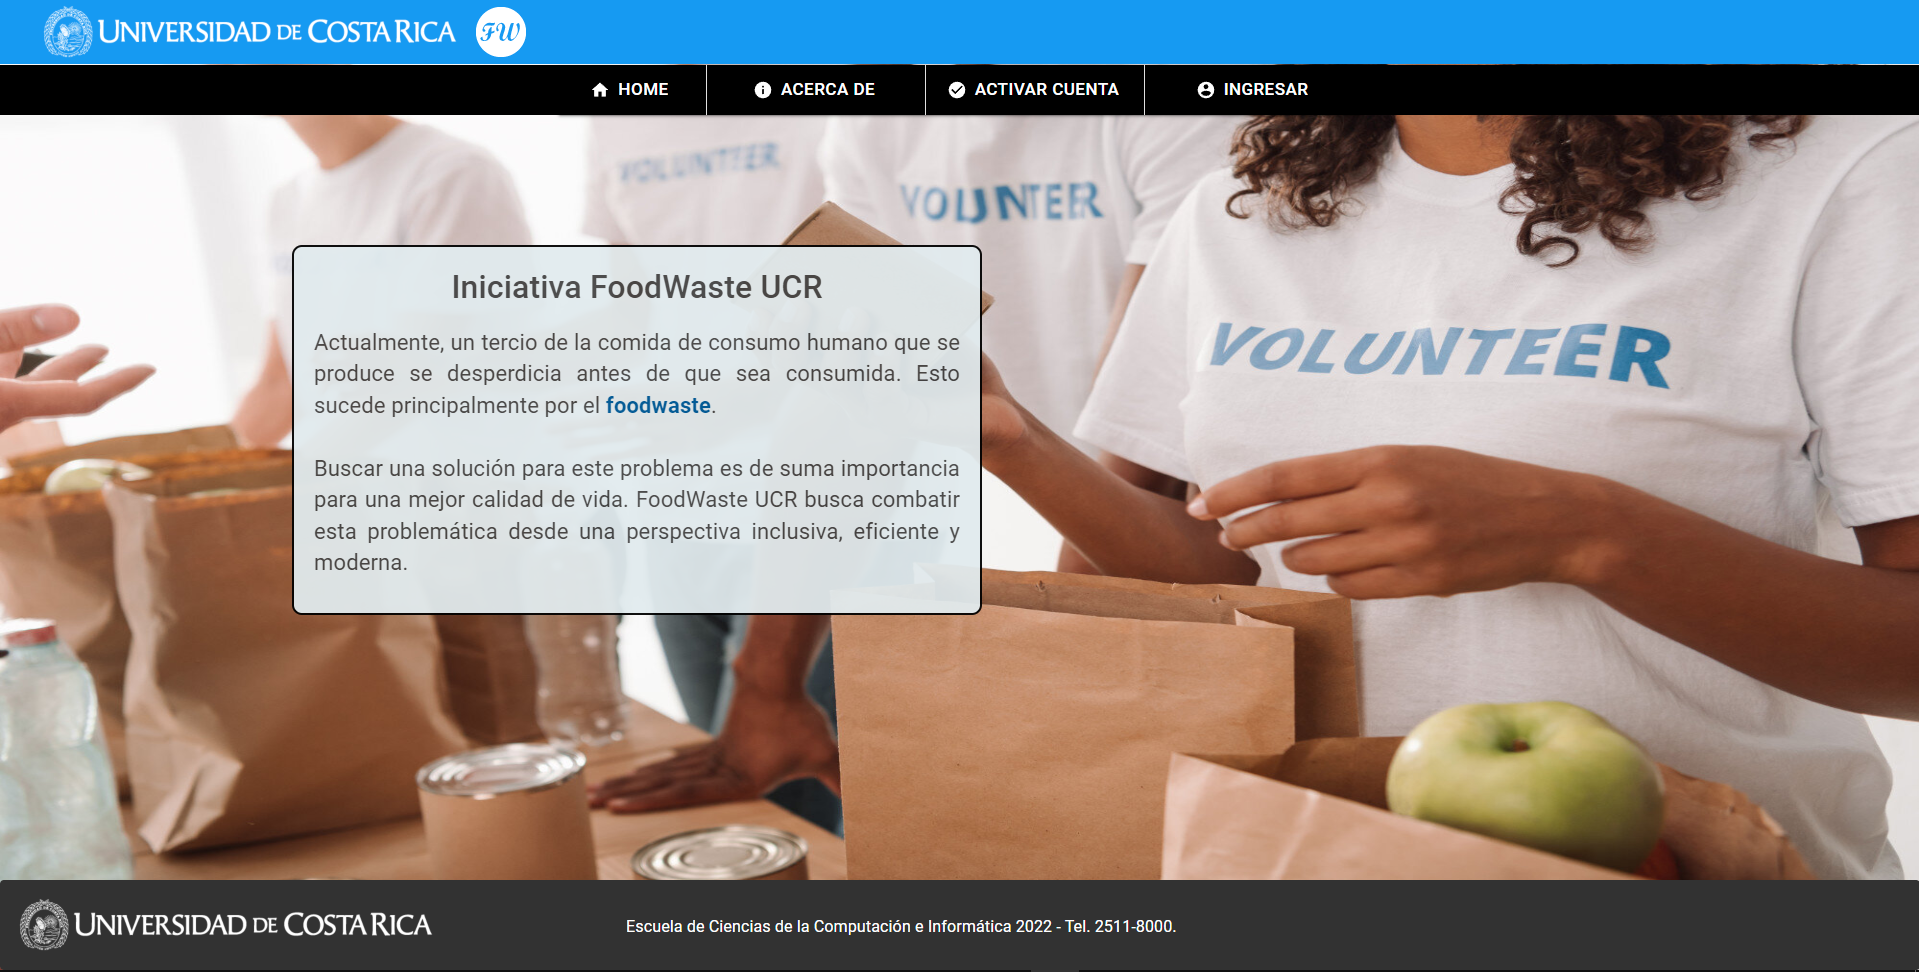 UNIVERSIDAD DE COSTA RICA FW
HOME ACERCA DE ACTIVAR CUENTA INGRESAR
VOLUNTEER
VOLUNTEER
VOLUNTEER
Iniciativa FoodWaste UCR
Actualmente, un tercio de la comida de consumo humano que se
produce se desperdicia antes de que sea consumida. Esto
sucede principalmente por el foodwaste.
Buscar una solución para este problema es de suma importancia
para una mejor calidad de vida. FoodWaste UCR busca combatir
esta problemática desde una perspectiva inclusiva, eficiente y
moderna.
UNIVERSIDAD DE COSTA RICA
Escuela de Ciencias de la Computación e Informática 2022 - Tel. 2511-8000.